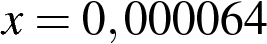 x = 0,000064